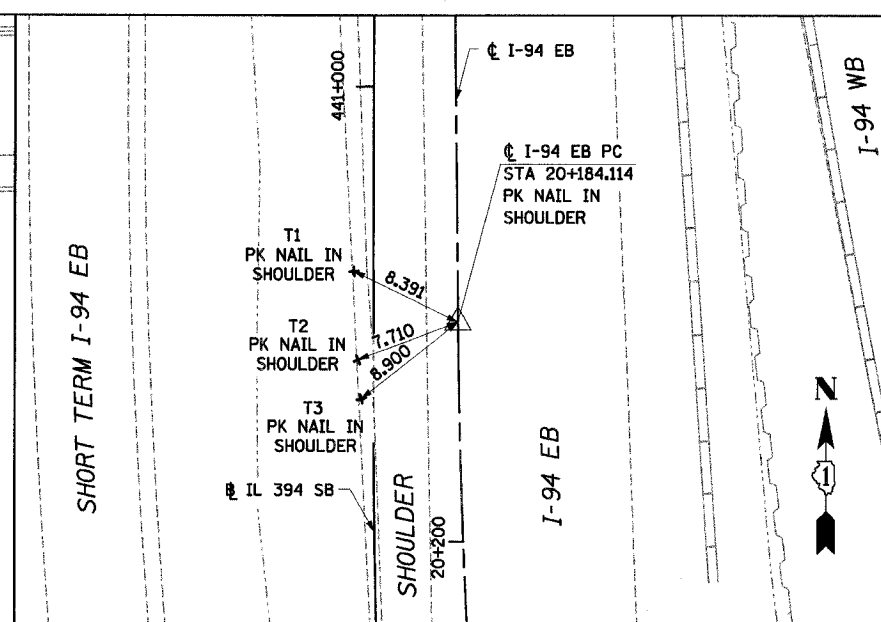 441+000
℄ I-94 EB
I-94 WB
℄ I-94 EB PC
STA 20+184.114
PK NAIL IN
SHOULDER
T1
PK NAIL IN
SHOULDER
8.391
T2
PK NAIL IN
SHOULDER
7.710
8.900
T3
PK NAIL IN
SHOULDER
SHORT TERM I-94 EB
N
1
B IL 394 SB
SHOULDER
20+200
I-94 EB